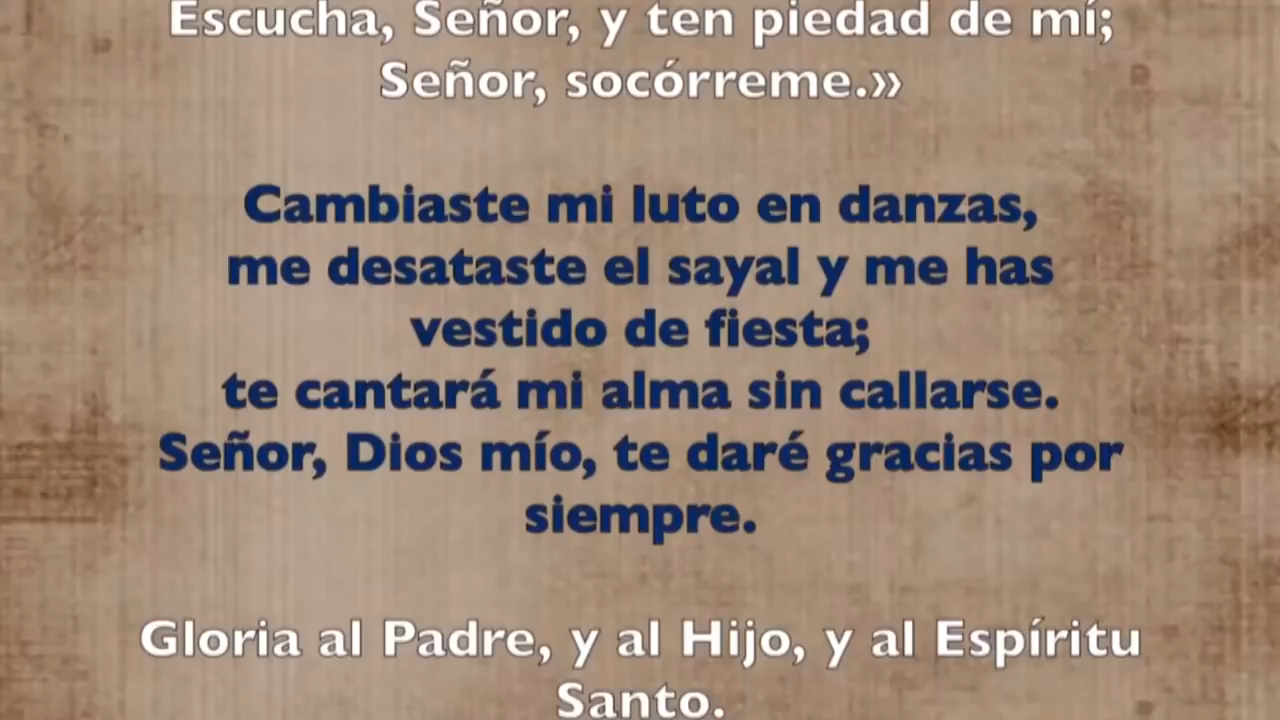 Escucha, Señor, y ten piedad de mí;
Señor, socórreme.»
Cambiaste mi luto en danzas,
me desataste el sayal y me has
vestido de fiesta;
te cantará mi alma sin callarse.
Señor, Dios mío, te daré gracias por
siempre.
Gloria al Padre, y al Hijo, y al Espíritu
Santo.